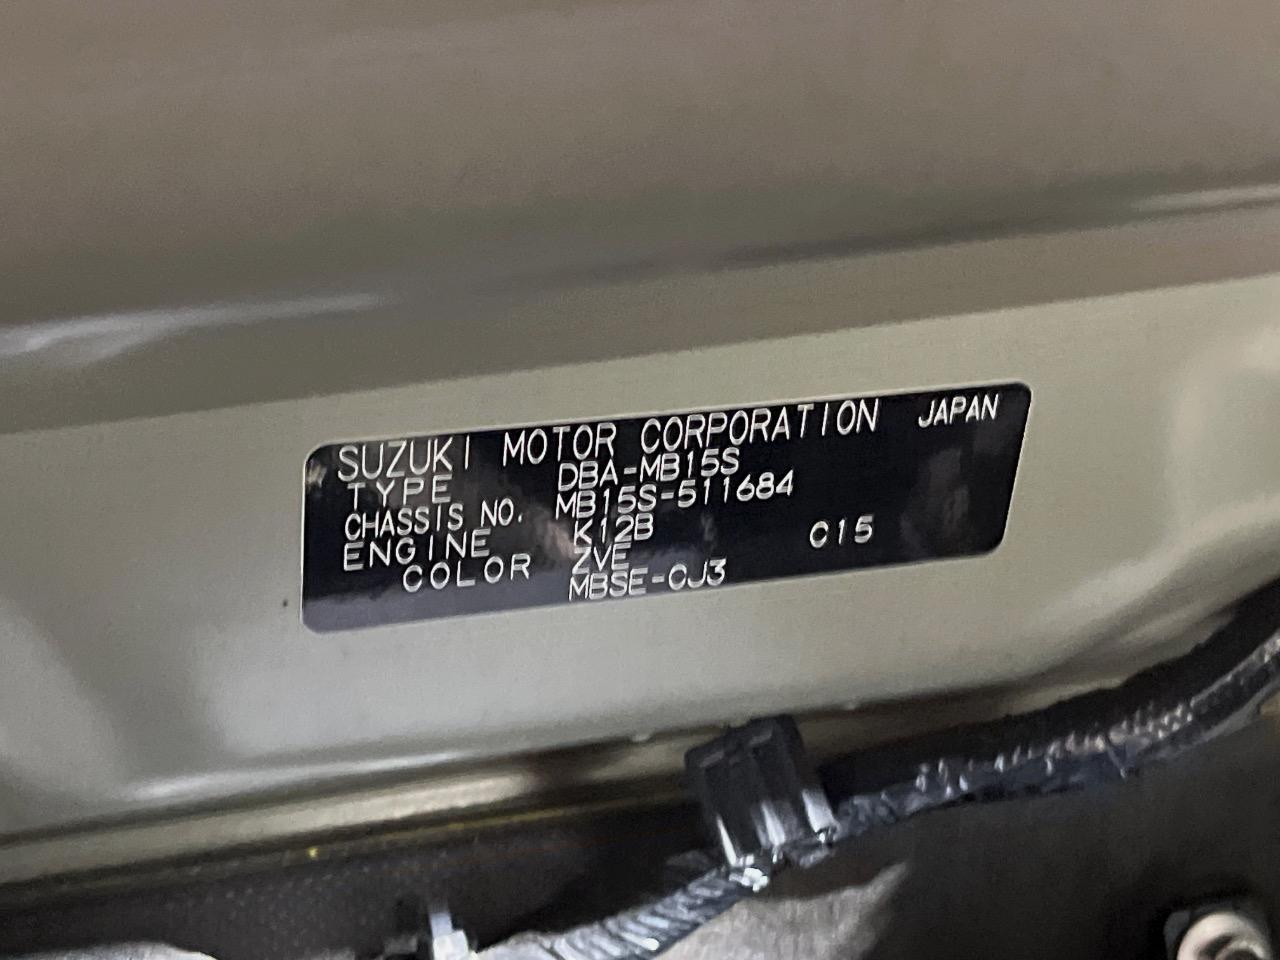 SUZUKI MOTOR CORPORATION JAPAN
TYPE DBA-MB15S
CHASSIS NO. MB15S-511684
ENGINE K12B
COLOR ZVE C15
MBSE-CJ3